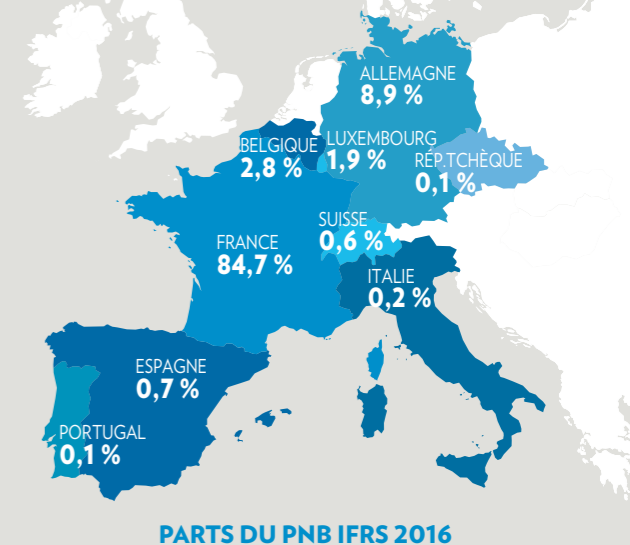 ALLEMAGNE
8,9 %
BELGIQUE
2,8 %
LUXEMBOURG
1,9 %
RÉP.TCHÈQUE
0,1 %
SUISSE
0,6 %
FRANCE
84,7 %
ITALIE
0,2 %
ESPAGNE
0,7 %
PORTUGAL
0,1 %
PARTS DU PNB IFRS 2016